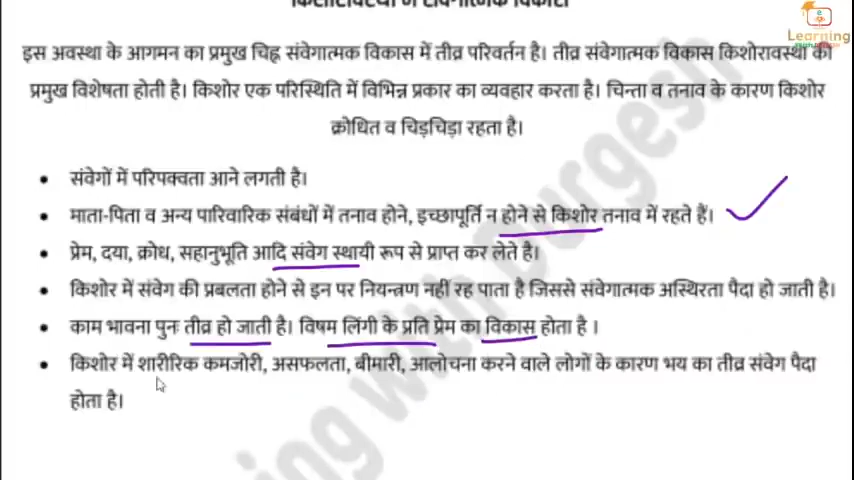 Learning
इस अवस्था के आगमन का प्रमुख चिह्न संवेगात्मक विकास में तीव्र परिवर्तन है। तीव्र संवेगात्मक विकास किशोरावस्था की
प्रमुख विशेषता होती है। किशोर एक परिस्थिति में विभिन्न प्रकार का व्यवहार करता है। चिन्ता व तनाव के कारण किशोर
क्रोधित व चिड़चिड़ा रहता है।
• संवेगों में परिपक्वता आने लगती है।
• माता-पिता व अन्य पारिवारिक संबंधों में तनाव होने, इच्छापूर्ति न होने से किशोर तनाव में रहते हैं।
• प्रेम, दया, क्रोध, सहानुभूति आदि संवेग स्थायी रूप से प्राप्त कर लेते है।
• किशोर में संवेग की प्रबलता होने से इन पर नियन्त्रण नहीं रह पाता है जिससे संवेगात्मक अस्थिरता पैदा हो जाती है।
• काम भावना पुनः तीव्र हो जाती है। विषम लिंगी के प्रति प्रेम का विकास होता है ।
• किशोर में शारीरिक कमजोरी, असफलता, बीमारी, आलोचना करने वाले लोगों के कारण भय का तीव्र संवेग पैदा
होता है।